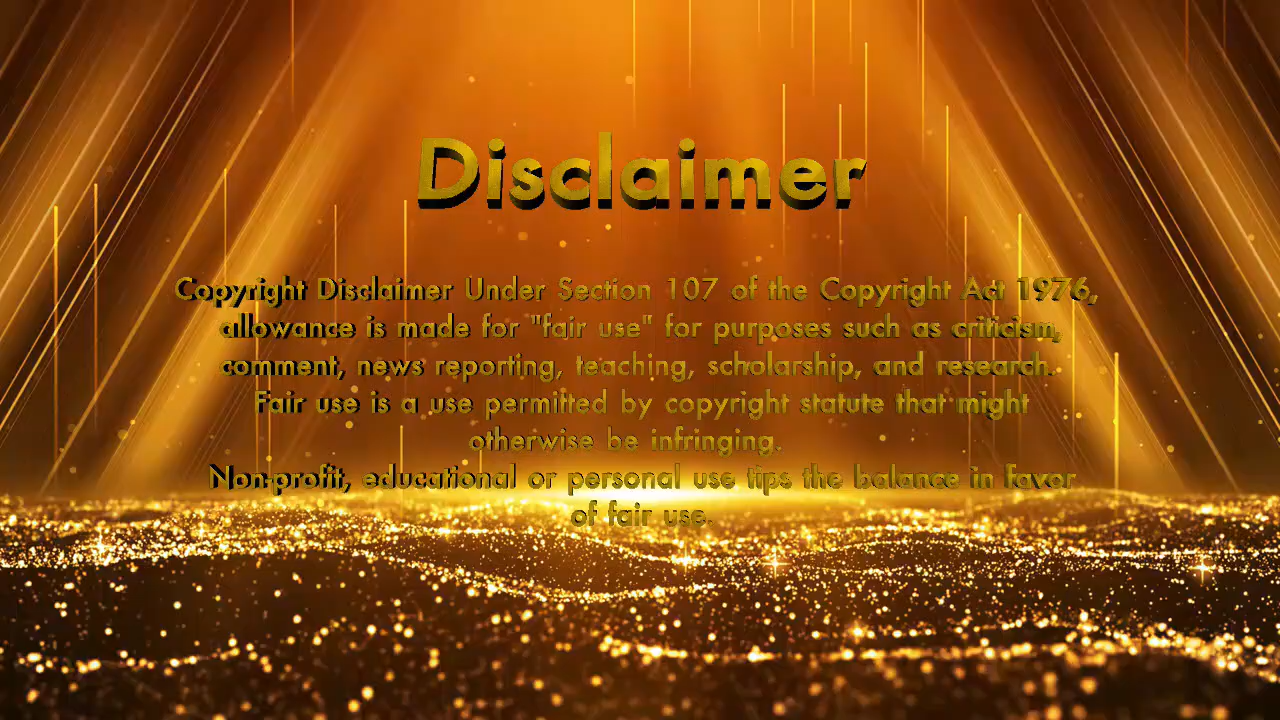 Disclaimer
Copyright Disclaimer Under Section 107 of the Copyright Act 1976,
allowance is made for "fair use" for purposes such as criticism,
comment, news reporting, teaching, scholarship, and research.
Fair use is a use permitted by copyright statute that might
otherwise be infringing.
Non-profit, educational or personal use tips the balance in favor
of fair use.